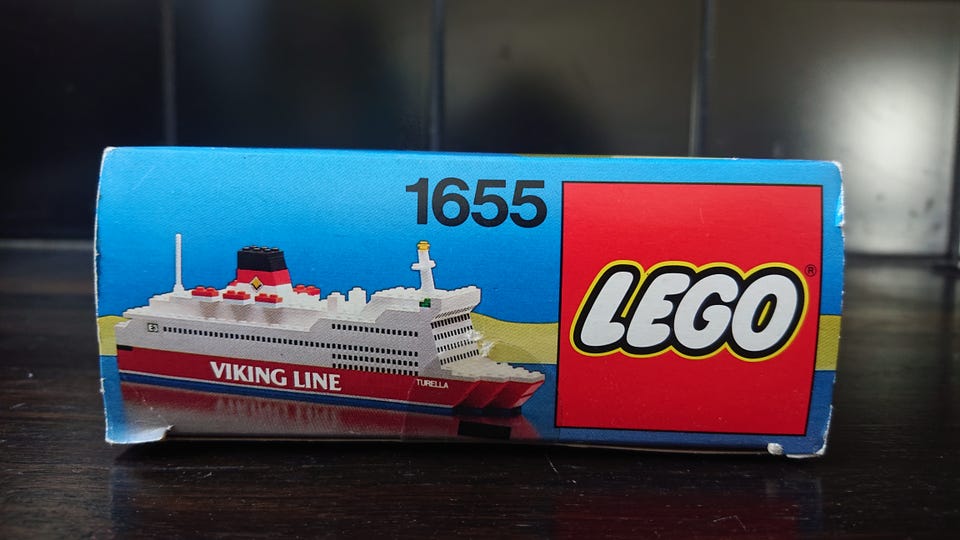 1655
LEGO®
VIKING LINE
TURELLA